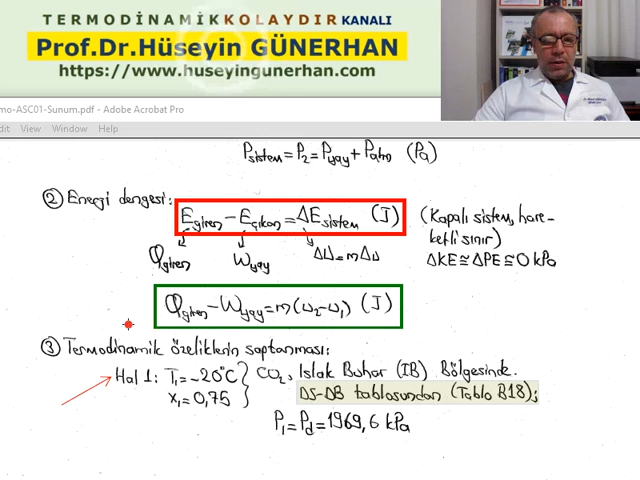 TERMODİNAMİKKOLAYDIR KANALI
Prof.Dr.Hüseyin GÜNERHAN
https://www.huseyingunerhan.com
mo-ASC01-Sunum.pdf - Adobe Acrobat Pro
dit View Window Help
Psistem = P2 = Pyay + Patm (Pa)
② Enerji dengesi:
Egiren - Eçıkan = ΔEsistem (J)
(Kapalı sistem, hare-
ketli sınır)
Qgiren Wyay ΔU=mΔu
ΔKE≅ΔPE≅0 kPa
Qgiren - Wyay = m(u2-u1) (J)
③ Termodinamik özeliklerin saptanması:
Hal 1: T1=-20°C } CO2, Islak Buhar (IB) Bölgesinde.
x1=0,75
DS-DB tablosundan (Tablo B18);
P1=Pd=1969,6 kPa